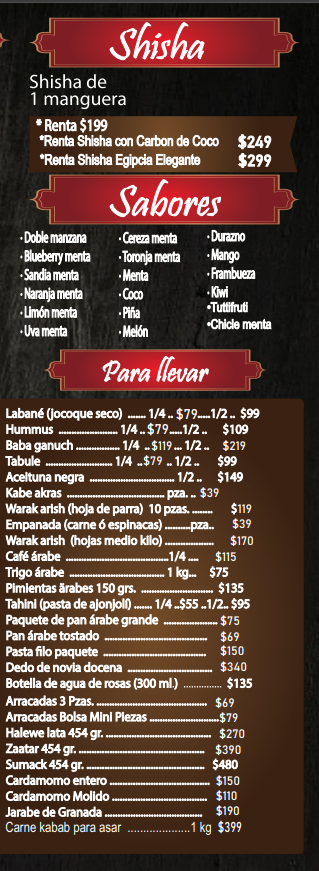 Shisha
Shisha de
1 manguera
* Renta $199
*Renta Shisha con Carbon de Coco $249
*Renta Shisha Egipcia Elegante $299
Sabores
· Doble manzana
· Blueberry menta
· Sandia menta
· Naranja menta
· Limón menta
· Uva menta
· Cereza menta
· Toronja menta
· Menta
· Coco
· Piña
· Melón
· Durazno
· Mango
· Frambueza
· Kiwi
•Tuttifruti
•Chicle menta
Para llevar
Labané (jocoque seco) ...... 1/4 .. $79.....1/2 .. $99
Hummus .................... 1/4 .. $79.....1/2 .. $109
Baba ganuch ............... 1/4 ..$119 ... 1/2 .. $219
Tabule ....................... 1/4 ..$79 .. 1/2 .. $99
Aceituna negra ............................ 1/2 .. $149
Kabe akras ................................. pza. .. $39
Warak arish (hoja de parra) 10 pzas. ....... $119
Empanada (carne ó espinacas) .........pza.. $39
Warak arish (hojas medio kilo) ................. $170
Café árabe ....................................1/4 .... $115
Trigo árabe ................................ 1 kg... $75
Pimientas ärabes 150 grs. ........................ $135
Tahini (pasta de ajonjolí) ...... 1/4 ..$55 ..1/2.. $95
Paquete de pan árabe grande .................. $75
Pan árabe tostado .................................. $69
Pasta filo paquete ................................... $150
Dedo de novia docena ............................ $340
Botella de agua de rosas (300 ml.) .............. $135
Arracadas 3 Pzas. ..................................... $69
Arracadas Bolsa Mini Piezas .......................$79
Halewe lata 454 gr. .................................. $270
Zaatar 454 gr. .......................................... $390
Sumack 454 gr. ........................................ $480
Cardamomo entero ................................. $150
Cardamomo Molido ................................ $110
Jarabe de Granada ................................. $190
Carne kabab para asar ...................1 kg $399